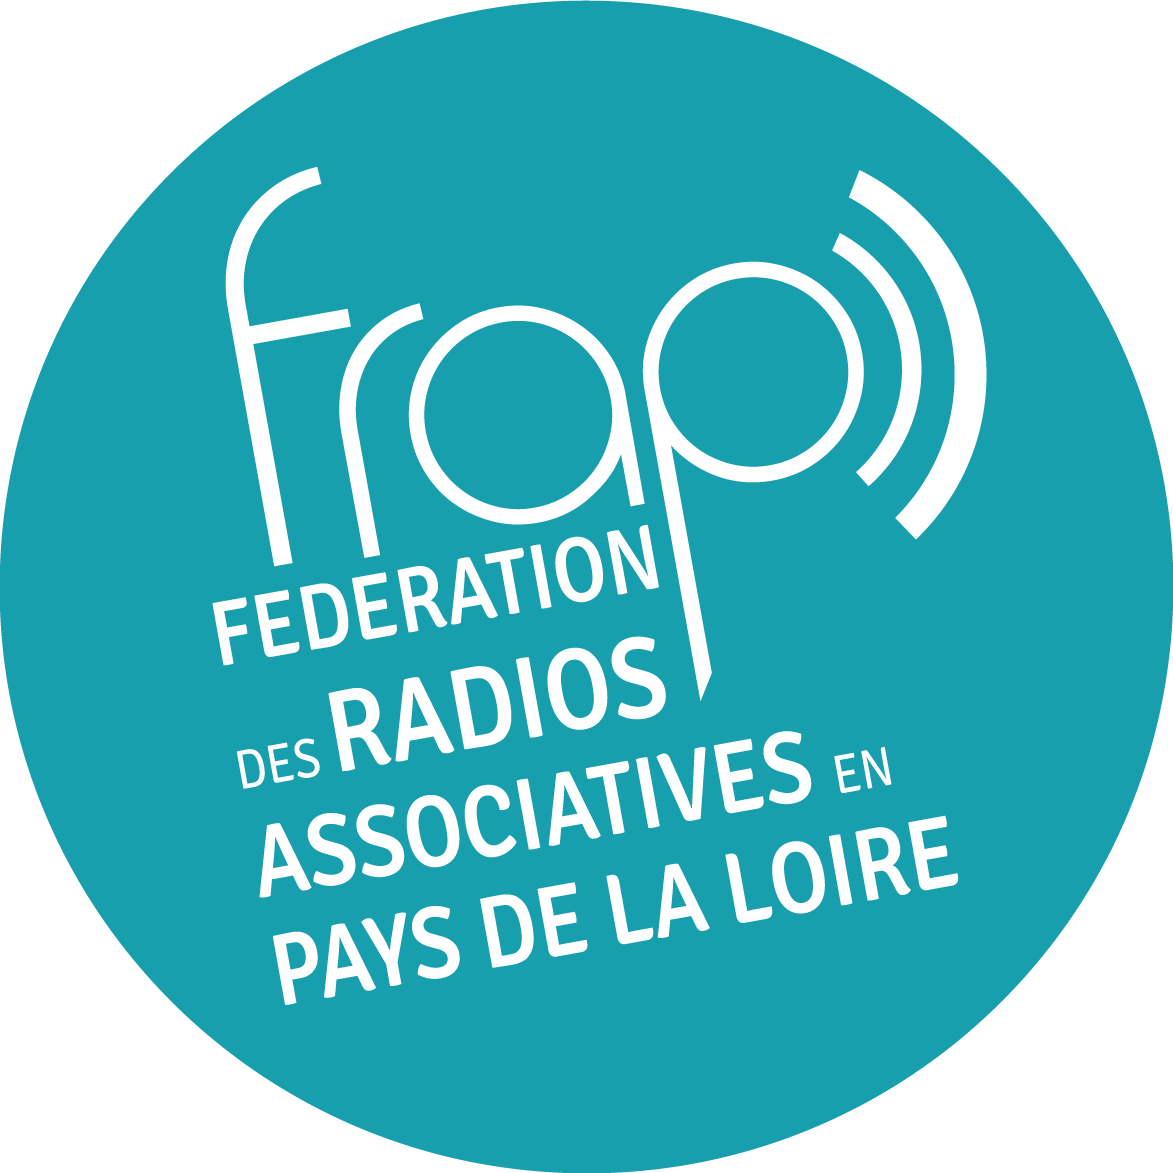 frap
FEDERATION
DES RADIOS
ASSOCIATIVES EN
PAYS DE LA LOIRE